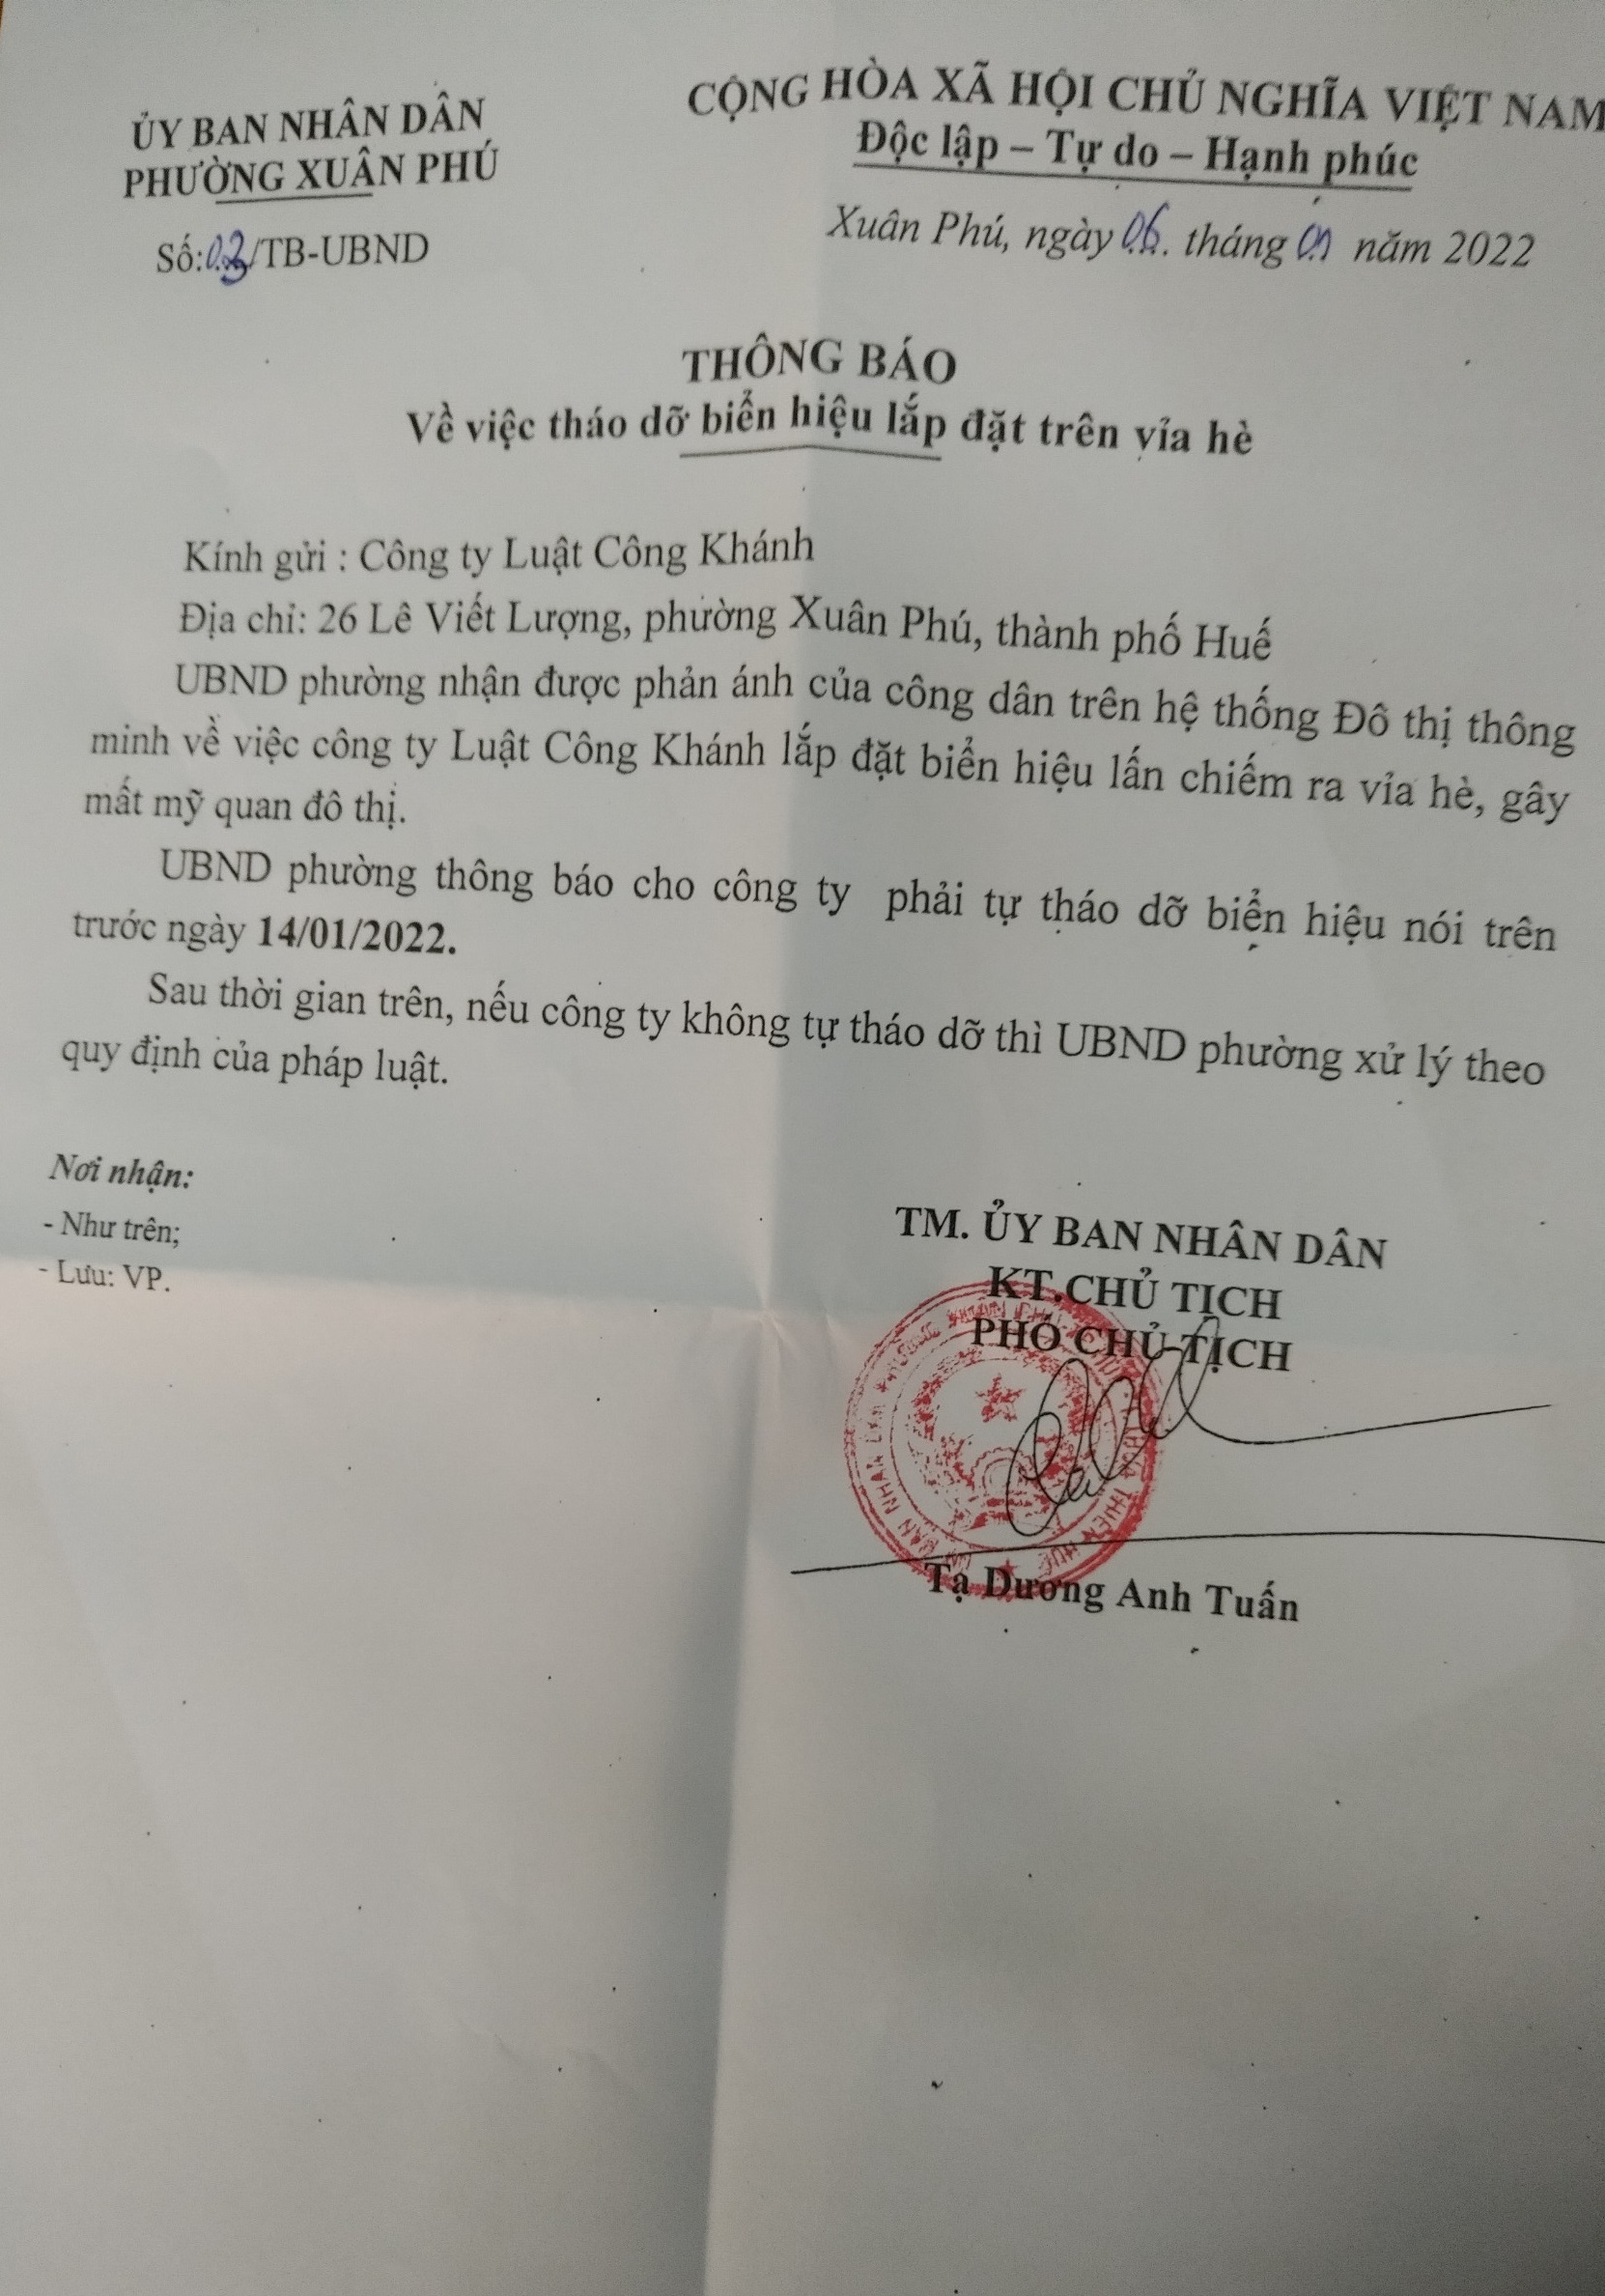 ỦY BAN NHÂN DÂN
PHƯỜNG XUÂN PHÚ
Số:03/TB-UBND
CỘNG HÒA XÃ HỘI CHỦ NGHĨA VIỆT NAM
Độc lập – Tự do – Hạnh phúc
Xuân Phú, ngày 06 tháng 01 năm 2022
THÔNG BÁO
Về việc tháo dỡ biển hiệu lắp đặt trên vỉa hè
Kính gửi : Công ty Luật Công Khánh
Địa chỉ: 26 Lê Viết Lượng, phường Xuân Phú, thành phố Huế
UBND phường nhận được phản ánh của công dân trên hệ thống Đô thị thông
minh về việc công ty Luật Công Khánh lắp đặt biển hiệu lấn chiếm ra vỉa hè, gây
mất mỹ quan đô thị.
UBND phường thông báo cho công ty phải tự tháo dỡ biển hiệu nói trên
trước ngày 14/01/2022.
Sau thời gian trên, nếu công ty không tự tháo dỡ thì UBND phường xử lý theo
quy định của pháp luật.
Nơi nhận:
- Như trên;
- Lưu: VP.
TM. ỦY BAN NHÂN DÂN
KT.CHỦ TỊCH
PHÓ CHỦ TỊCH
Tạ Dương Anh Tuấn